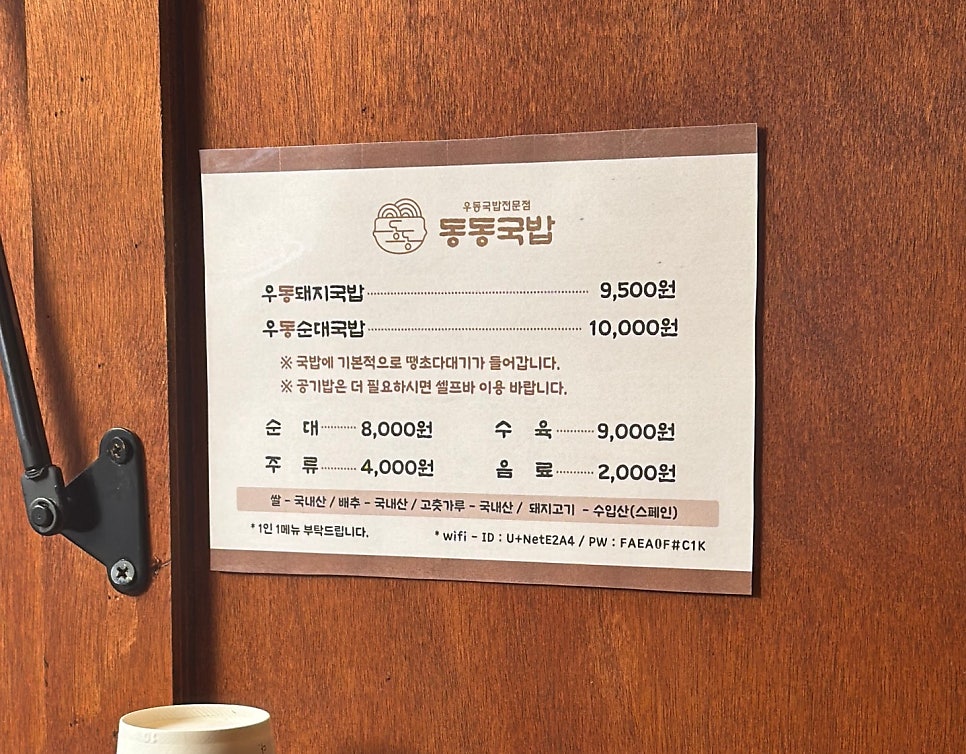 우동국밥전문점
동동
동동국밥
우동돼지국밥 9,500원
우동순대국밥 10,000원
※ 국밥에 기본적으로 땡초다대기가 들어갑니다.
※ 공기밥은 더 필요하시면 셀프바 이용 바랍니다.
순 대 8,000원 수 육 9,000원
주 류 4,000원 음 료 2,000원
쌀 - 국내산 / 배추 - 국내산 / 고춧가루 - 국내산 / 돼지고기 - 수입산(스페인)
* 1인 1메뉴 부탁드립니다. * wifi - ID : U+NetE2A4 / PW : FAEA0F#C1K